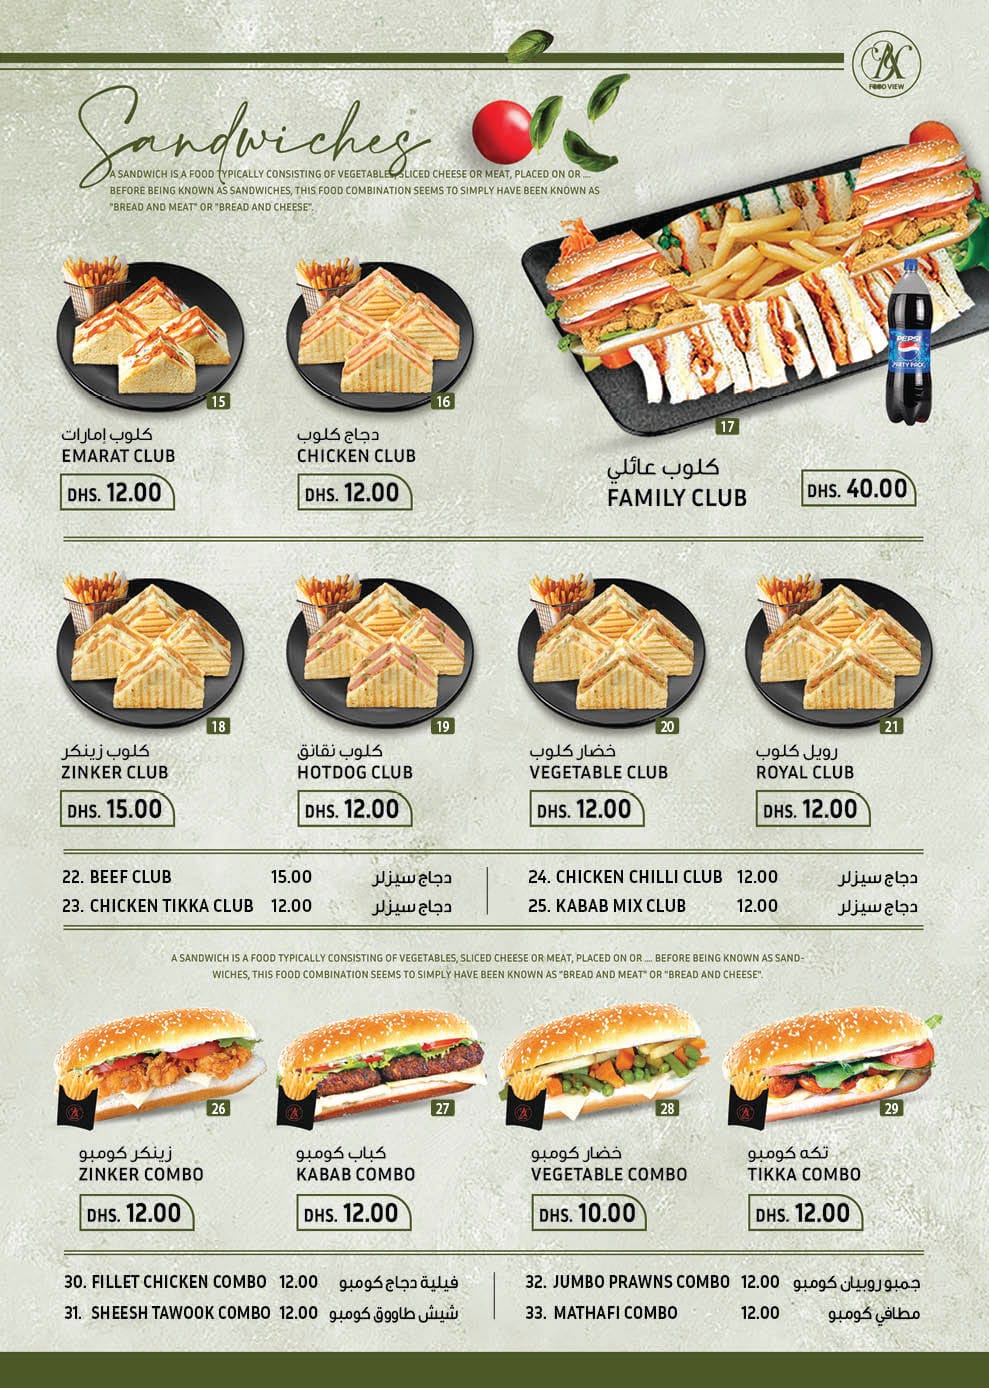 AX
FOOD VIEW
Sandwiches
A SANDWICH IS A FOOD TYPICALLY CONSISTING OF VEGETABLES, SLICED CHEESE OR MEAT, PLACED ON OR ....
BEFORE BEING KNOWN AS SANDWICHES, THIS FOOD COMBINATION SEEMS TO SIMPLY HAVE BEEN KNOWN AS
"BREAD AND MEAT" OR "BREAD AND CHEESE".
15
كلوب إمارات
EMARAT CLUB
DHS. 12.00
16
دجاج كلوب
CHICKEN CLUB
DHS. 12.00
PEPSI
PARTY PACK
17
كلوب عائلي
FAMILY CLUB
DHS. 40.00
18
كلوب زينكر
ZINKER CLUB
DHS. 15.00
19
كلوب نقانق
HOTDOG CLUB
DHS. 12.00
20
خضار كلوب
VEGETABLE CLUB
DHS. 12.00
21
رويل كلوب
ROYAL CLUB
DHS. 12.00
22. BEEF CLUB 15.00 دجاج سيزلر
23. CHICKEN TIKKA CLUB 12.00 دجاج سيزلر
24. CHICKEN CHILLI CLUB 12.00 دجاج سيزلر
25. KABAB MIX CLUB 12.00 دجاج سيزلر
A SANDWICH IS A FOOD TYPICALLY CONSISTING OF VEGETABLES, SLICED CHEESE OR MEAT, PLACED ON OR .... BEFORE BEING KNOWN AS SAND-
WICHES, THIS FOOD COMBINATION SEEMS TO SIMPLY HAVE BEEN KNOWN AS "BREAD AND MEAT" OR "BREAD AND CHEESE".
26
زينكر كومبو
ZINKER COMBO
DHS. 12.00
27
كباب كومبو
KABAB COMBO
DHS. 12.00
28
خضار كومبو
VEGETABLE COMBO
DHS. 10.00
29
تكه كومبو
TIKKA COMBO
DHS. 12.00
30. FILLET CHICKEN COMBO 12.00 فيلية دجاج كومبو
31. SHEESH TAWOOK COMBO 12.00 شيش طاووق كومبو
32. JUMBO PRAWNS COMBO 12.00 جمبو روبيان كومبو
33. MATHAFI COMBO 12.00 مطافي كومبو